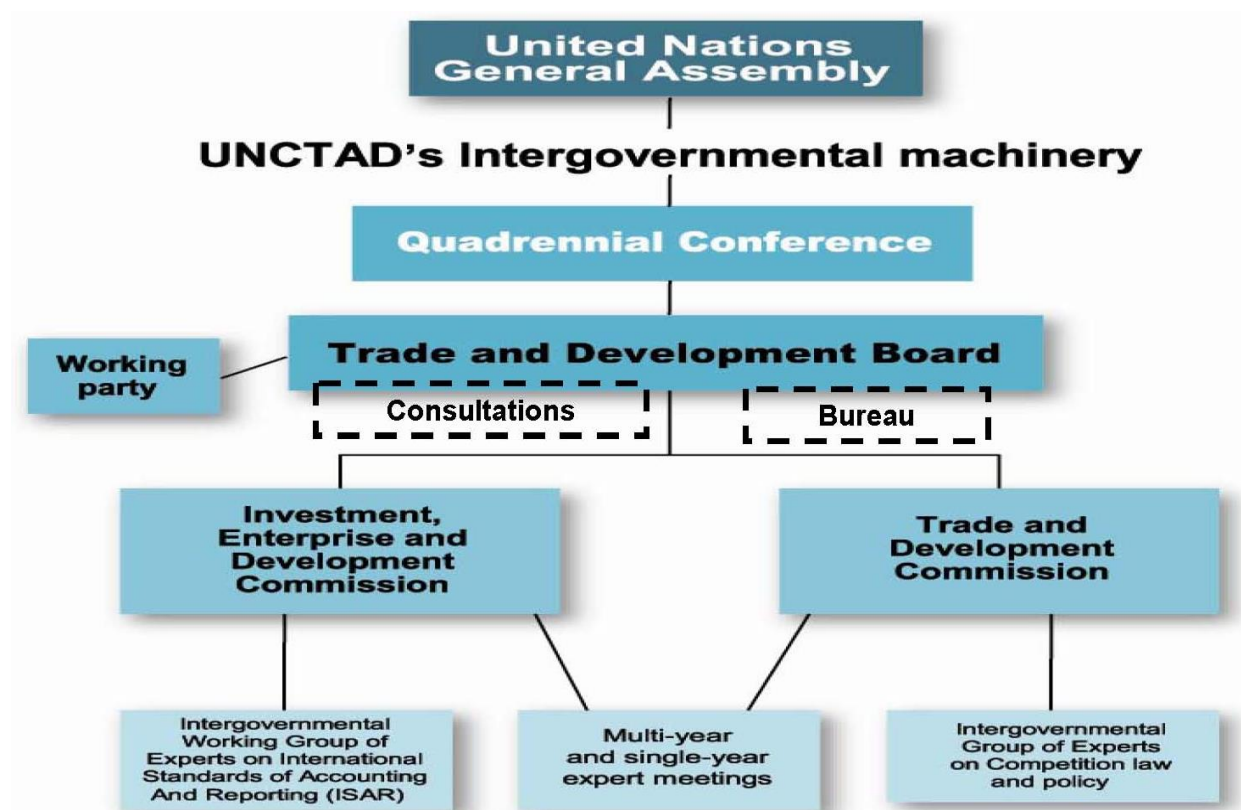 United Nations
General Assembly
UNCTAD's Intergovernmental machinery
Quadrennial Conference
Trade and Development Board
Working
party
Consultations
Bureau
Investment,
Enterprise and
Development
Commission
Trade and
Development
Commission
Intergovernmental
Working Group of
Experts on International
Standards of Accounting
And Reporting (ISAR)
Multi-year
and single-year
expert meetings
Intergovernmental
Group of Experts
on Competition law
and policy